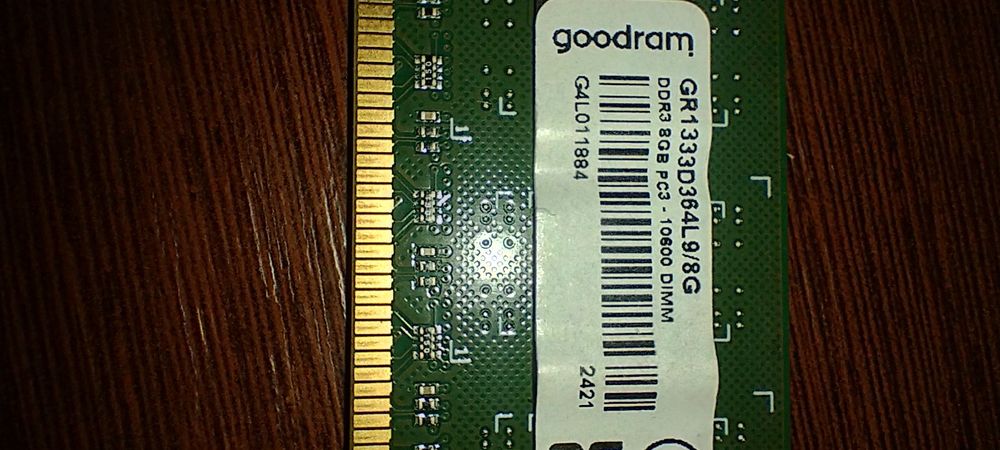 goodram
GR1333D364L9/8G
DDR3 8GB PC3 - 10600 DIMM
G4L011884
2421